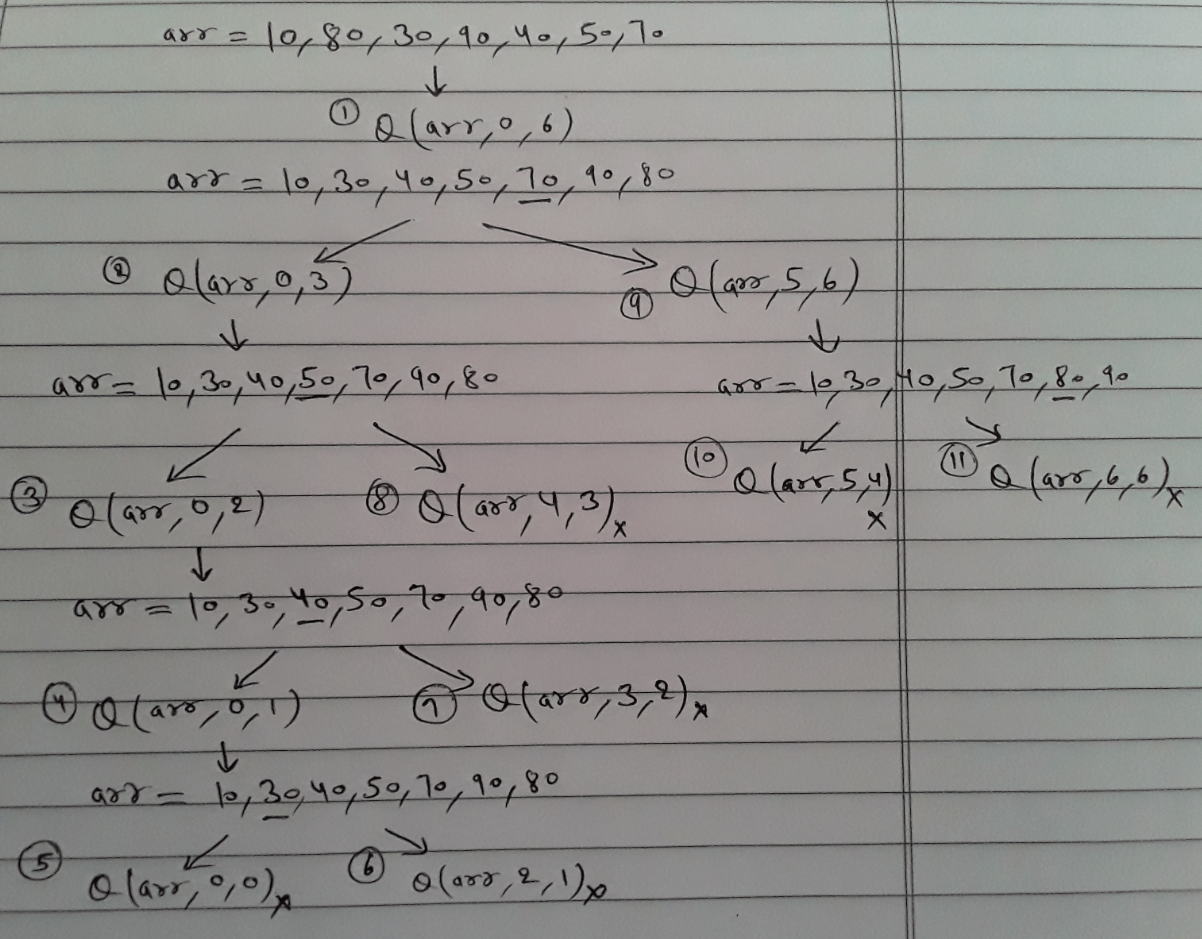 arr = 10, 80, 30, 90, 40, 50, 70
① Q(arr, 0, 6)
arr = 10, 30, 40, 50, 70, 90, 80
② Q(arr, 0, 3) ⑨ Q(arr, 5, 6)
arr = 10, 30, 40, 50, 70, 90, 80 arr = 10, 30, 40, 50, 70, 80, 90
③ Q(arr, 0, 2) ⑧ Q(arr, 4, 3)x ⑩ Q(arr, 5, 4)x ⑪ Q(arr, 6, 6)x
arr = 10, 30, 40, 50, 70, 90, 80
④ Q(arr, 0, 1) ⑦ Q(arr, 3, 2)x
arr = 10, 30, 40, 50, 70, 90, 80
⑤ Q(arr, 0, 0)x ⑥ Q(arr, 2, 1)x